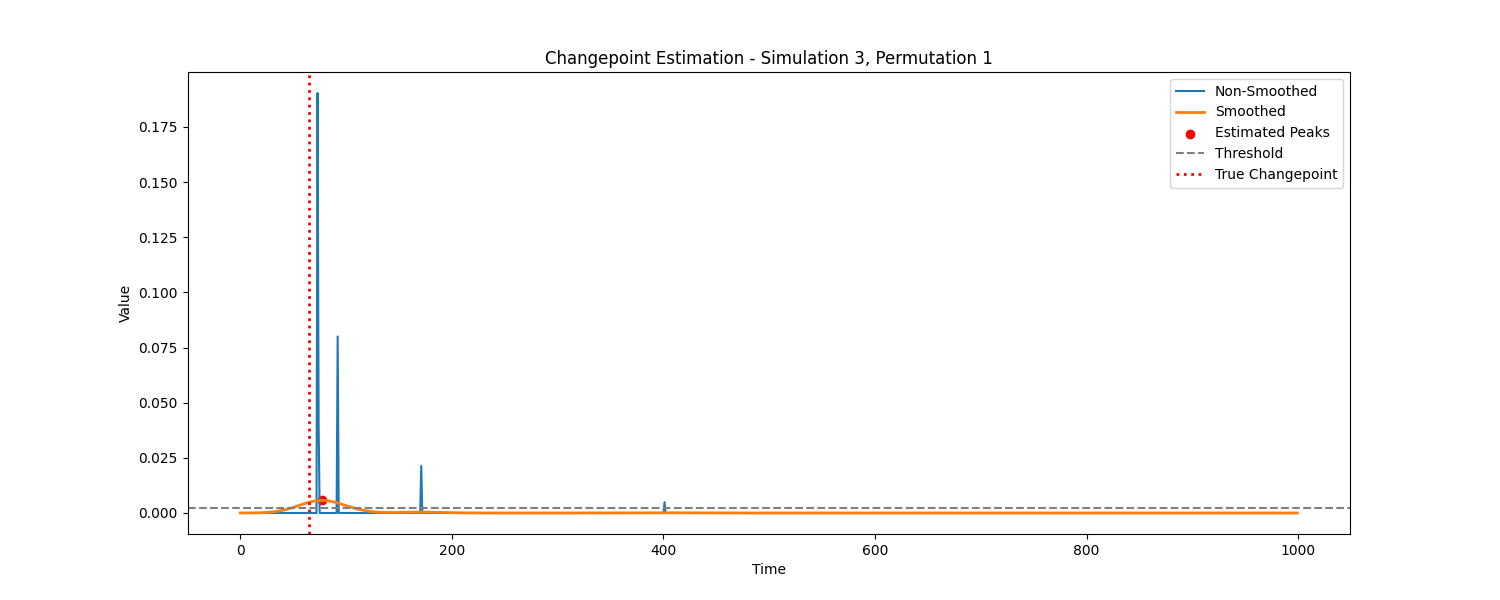 Changepoint Estimation - Simulation 3, Permutation 1
Non-Smoothed
Smoothed
Estimated Peaks
Threshold
True Changepoint
0.175
0.150
0.125
0.100
0.075
0.050
0.025
0.000
Value
0 200 400 600 800 1000
Time